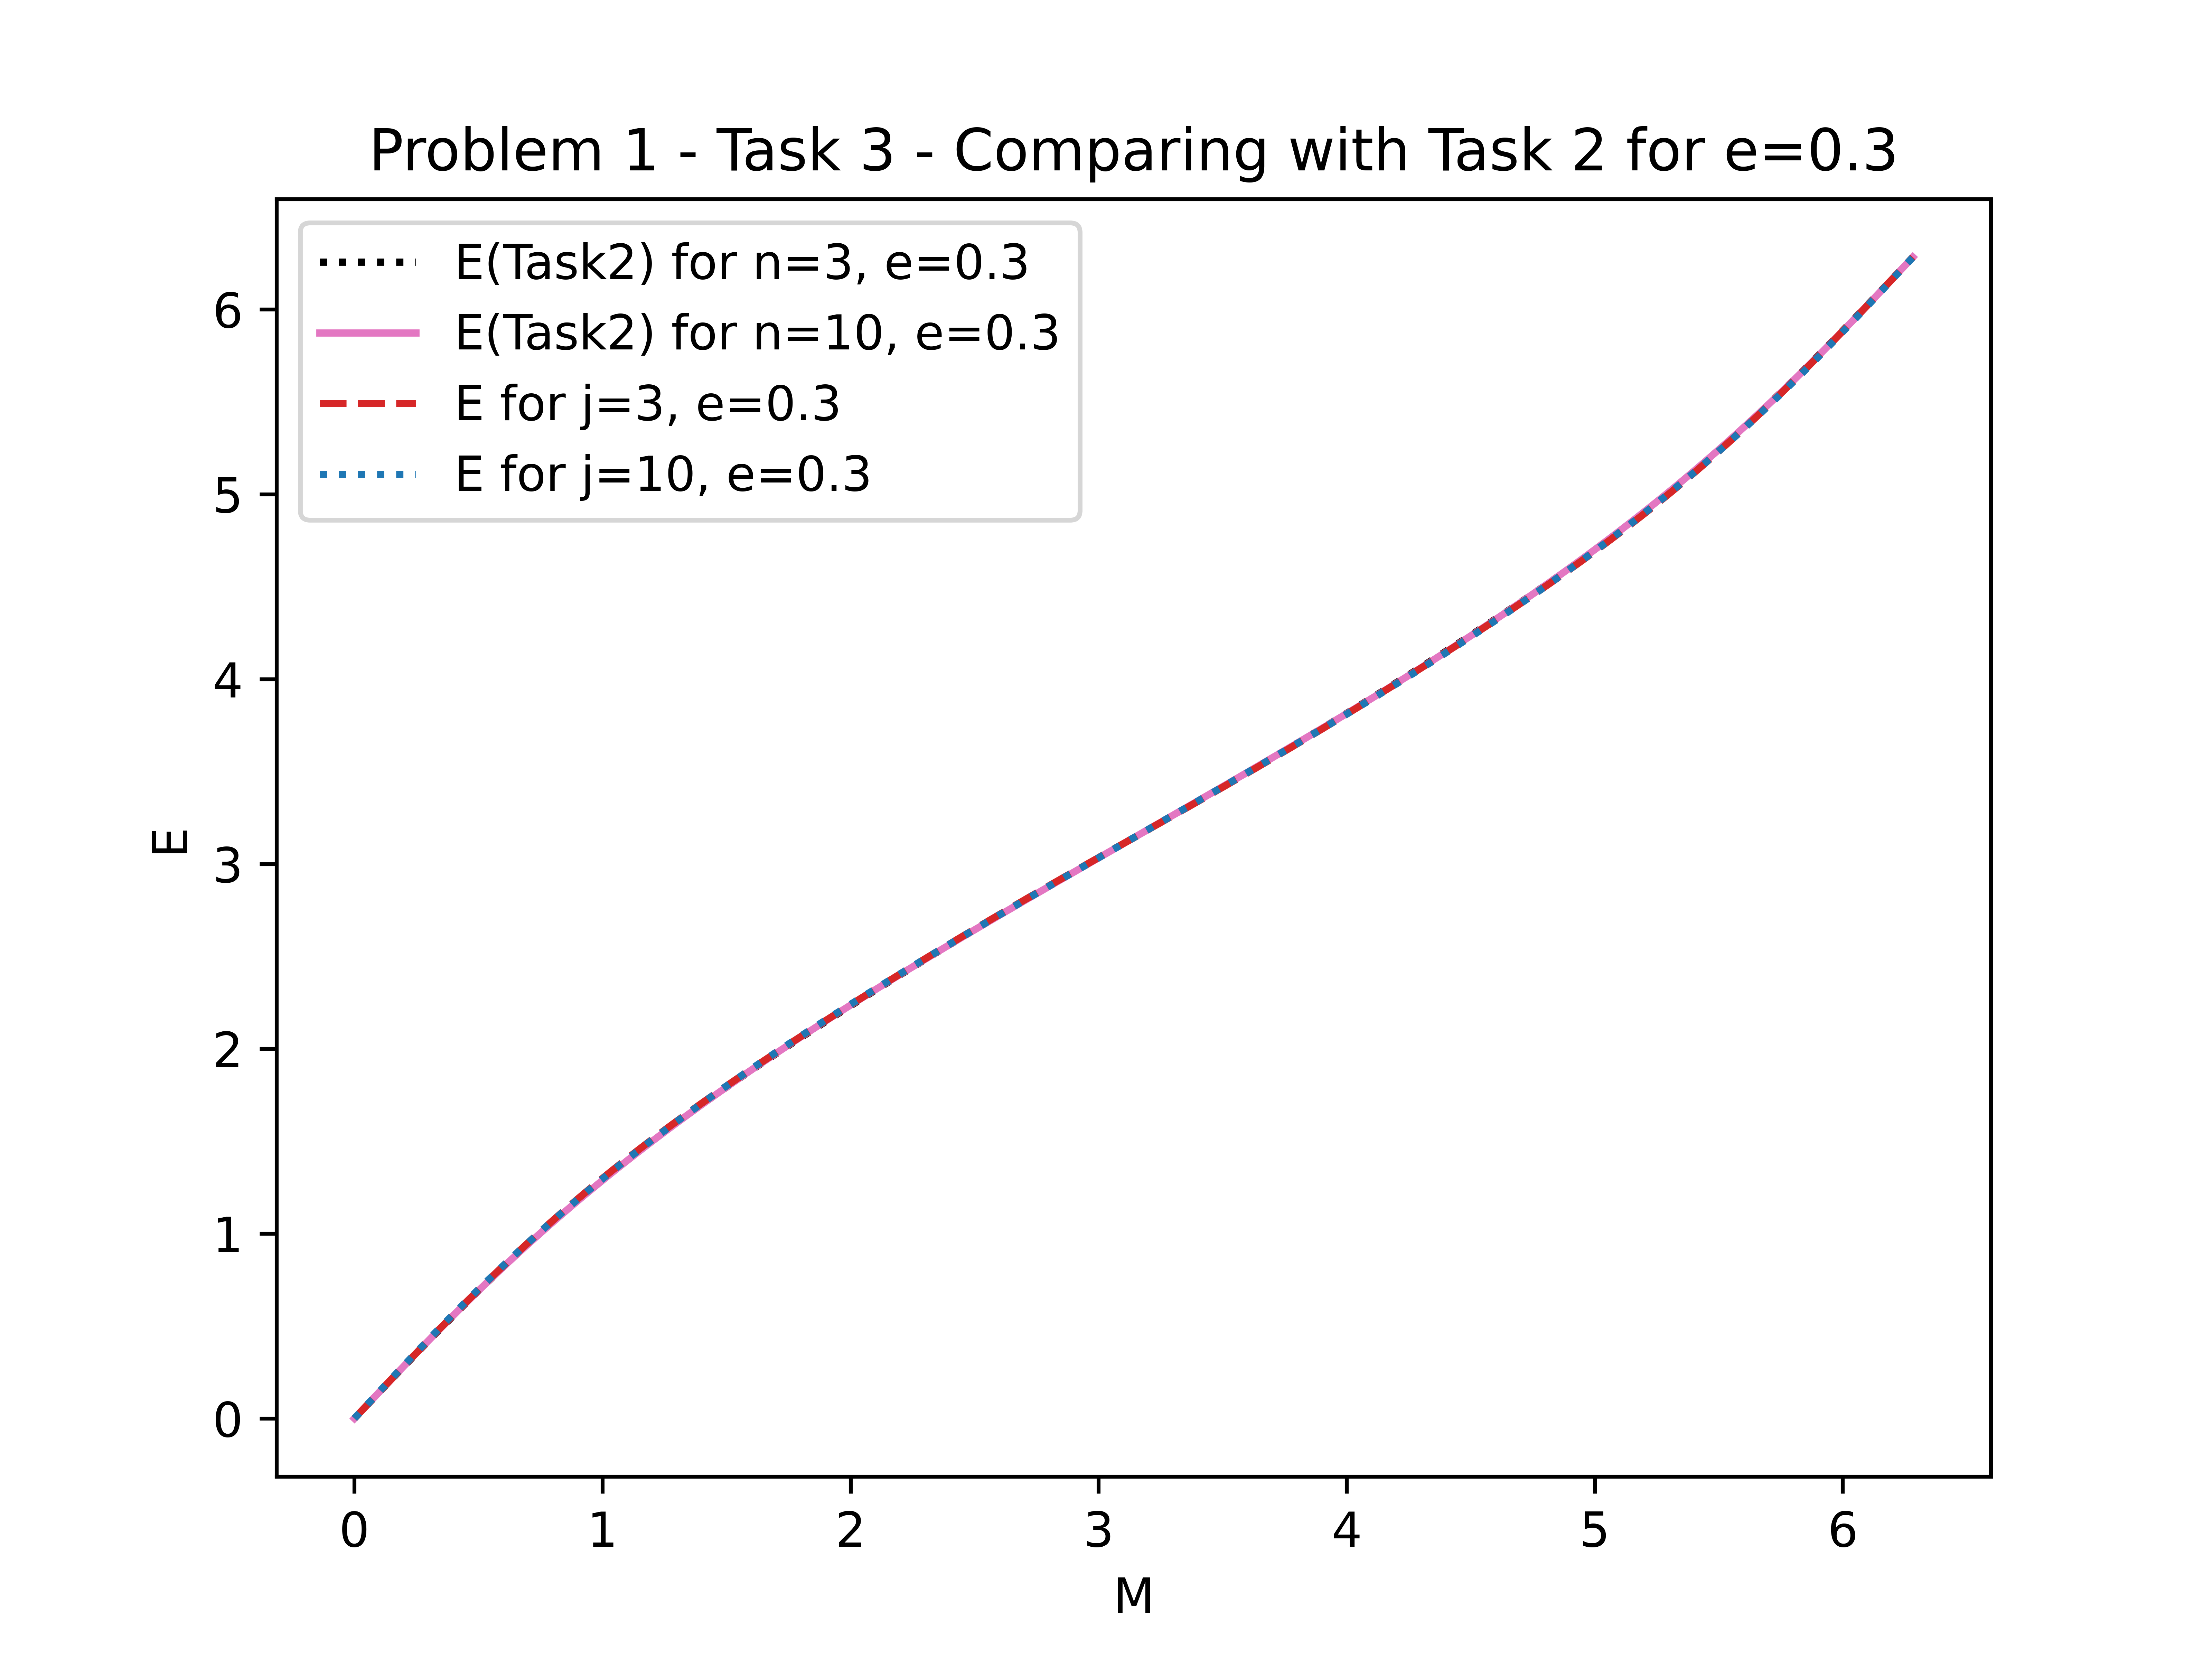 Problem 1 - Task 3 - Comparing with Task 2 for e=0.3
E(Task2) for n=3, e=0.3
E(Task2) for n=10, e=0.3
E for j=3, e=0.3
E for j=10, e=0.3
6
5
4
3
2
1
0
E
0 1 2 3 4 5 6
M